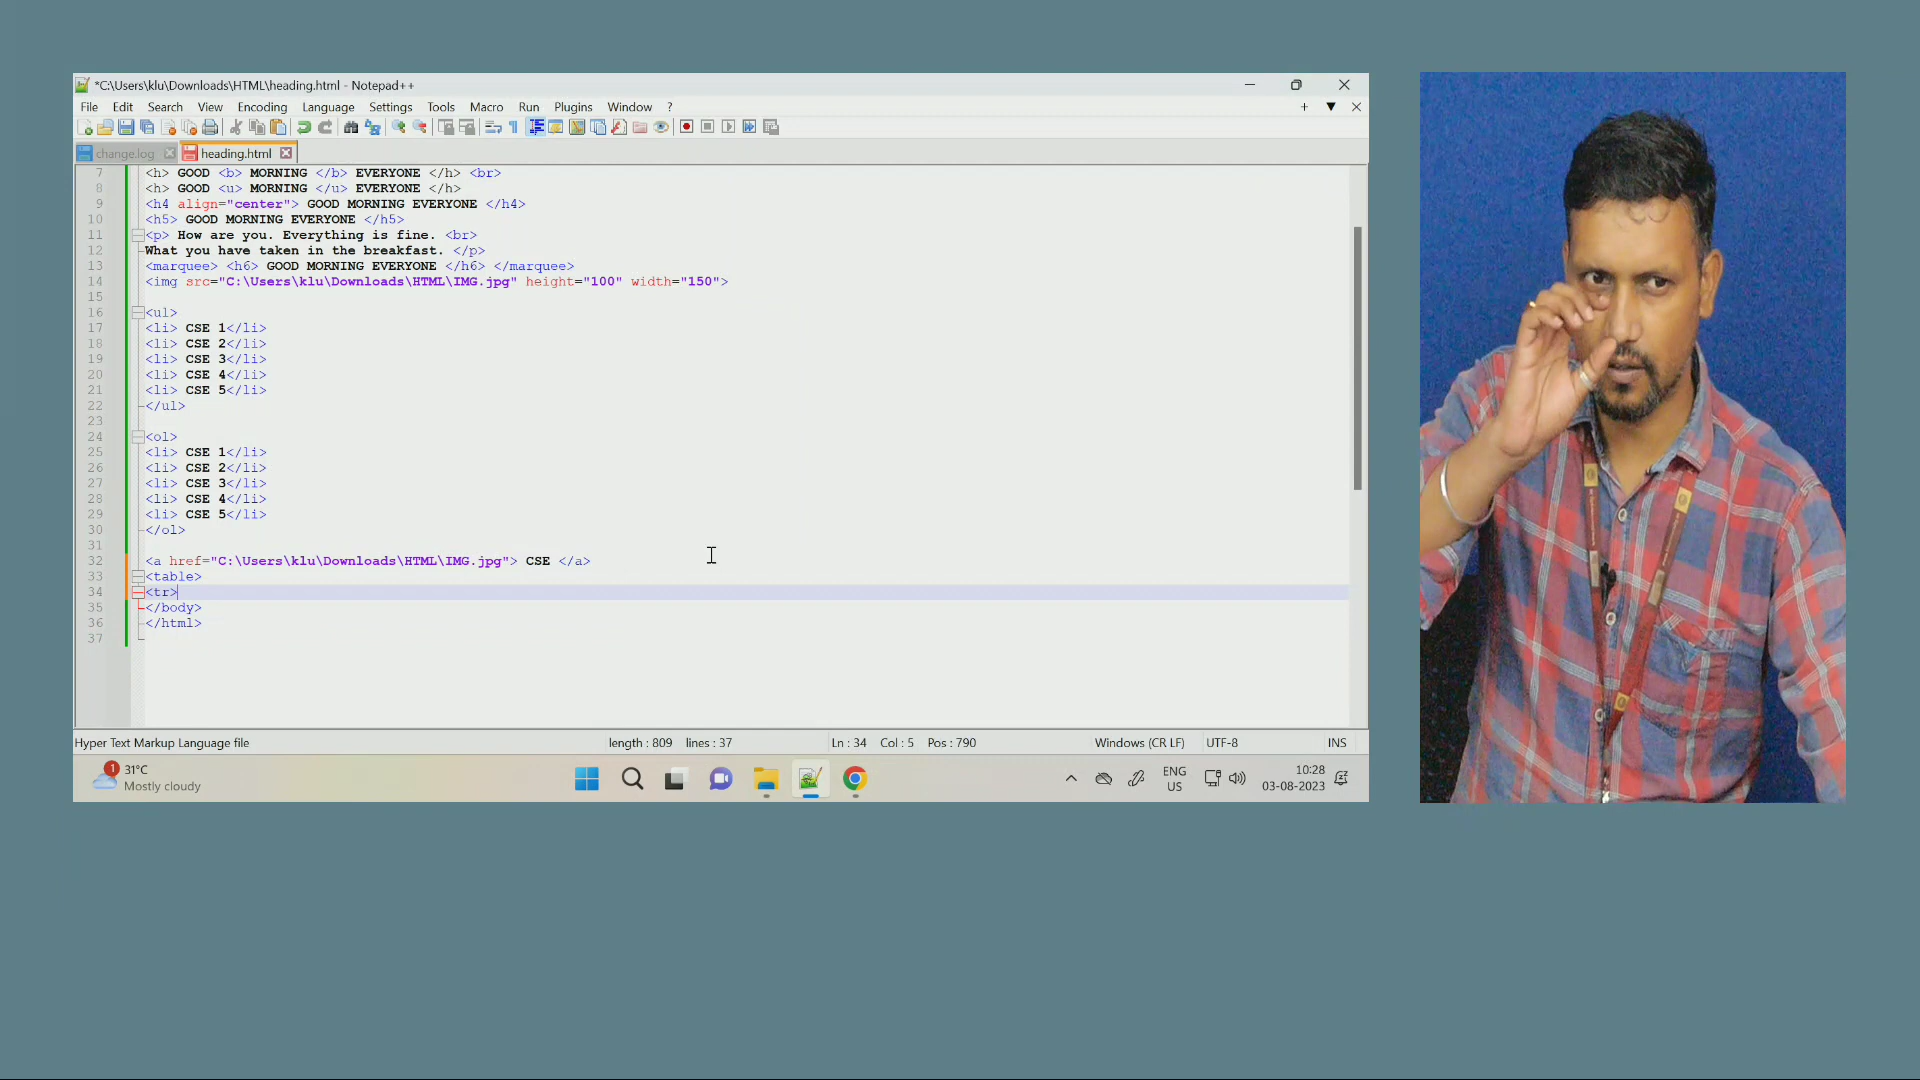 *C:\Users\klu\Downloads\HTML\heading.html - Notepad++
File Edit Search View Encoding Language Settings Tools Macro Run Plugins Window ?
change.log heading.html
7 <h> GOOD <b> MORNING </b> EVERYONE </h> <br>
8 <h> GOOD <u> MORNING </u> EVERYONE </h>
9 <h4 align="center"> GOOD MORNING EVERYONE </h4>
10 <h5> GOOD MORNING EVERYONE </h5>
11 <p> How are you. Everything is fine. <br>
12 What you have taken in the breakfast. </p>
13 <marquee> <h6> GOOD MORNING EVERYONE </h6> </marquee>
14 <img src="C:\Users\klu\Downloads\HTML\IMG.jpg" height="100" width="150">
15
16 <ul>
17 <li> CSE 1</li>
18 <li> CSE 2</li>
19 <li> CSE 3</li>
20 <li> CSE 4</li>
21 <li> CSE 5</li>
22 </ul>
23
24 <ol>
25 <li> CSE 1</li>
26 <li> CSE 2</li>
27 <li> CSE 3</li>
28 <li> CSE 4</li>
29 <li> CSE 5</li>
30 </ol>
31
32 <a href="C:\Users\klu\Downloads\HTML\IMG.jpg"> CSE </a>
33 <table>
34 <tr>
35 </body>
36 </html>
37
Hyper Text Markup Language file length : 809 lines : 37 Ln : 34 Col : 5 Pos : 790 Windows (CR LF) UTF-8 INS
1 31°C ENG 10:28
Mostly cloudy US 03-08-2023